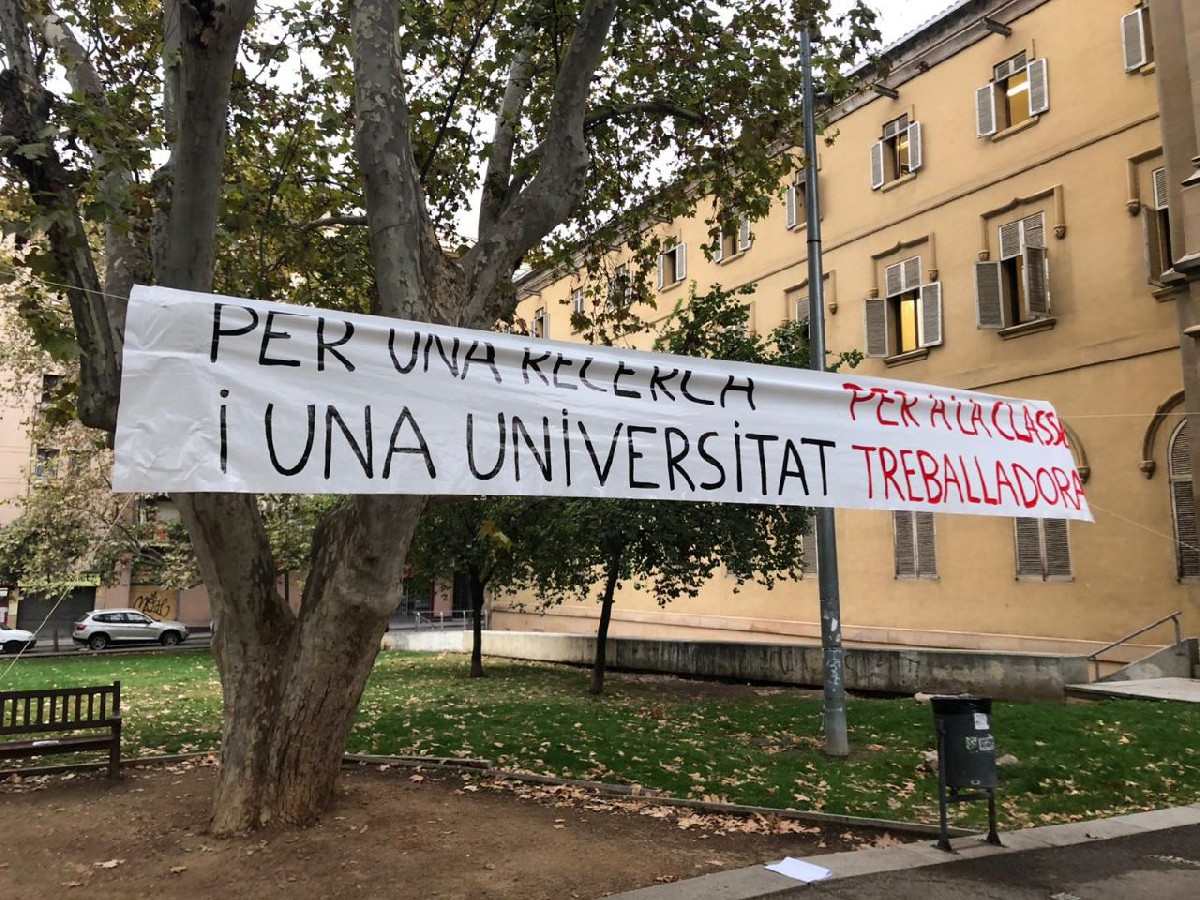 PER UNA RECERCA
i UNA UNiVERSiTAT
PER A LA CLASSE
TREBALLADORA